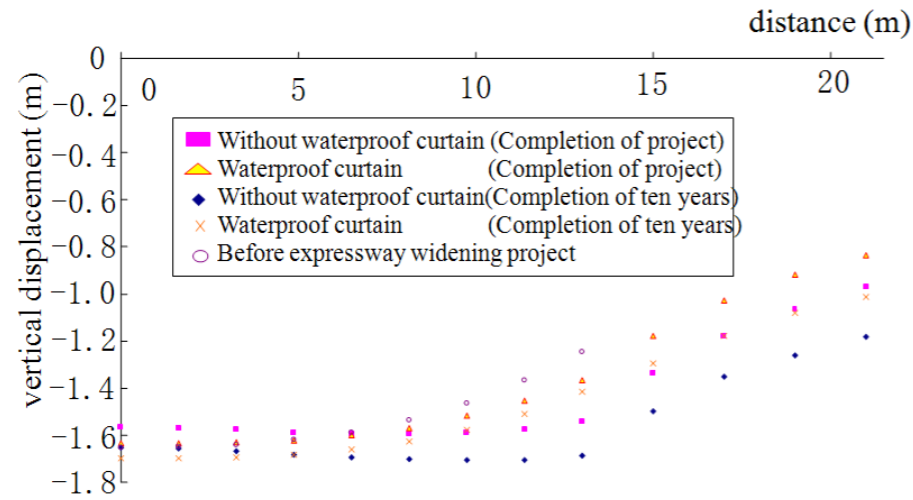 distance (m)
0
0 5 10 15 20
vertical displacement (m)
-0.2
-0.4
-0.6
-0.8
-1.0
-1.2
-1.4
-1.6
-1.8
Without waterproof curtain (Completion of project)
Waterproof curtain (Completion of project)
Without waterproof curtain(Completion of ten years)
Waterproof curtain (Completion of ten years)
Before expressway widening project